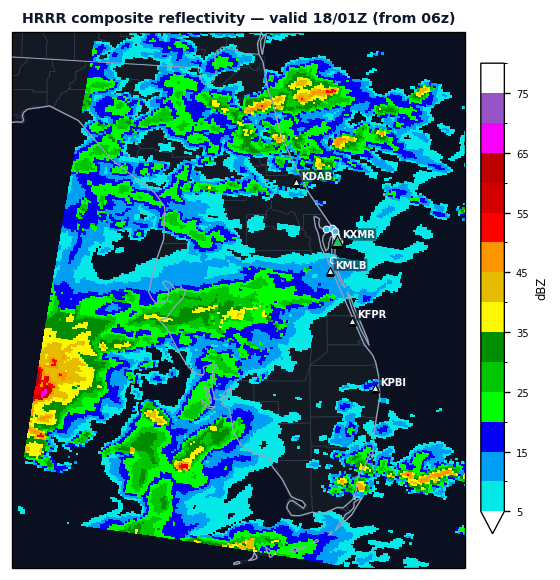 HRRR composite reflectivity — valid 18/01Z (from 06z)
KDAB
KXMR
KMLB
KFPR
KPBI
75
65
55
45
35
25
15
5
dBZ